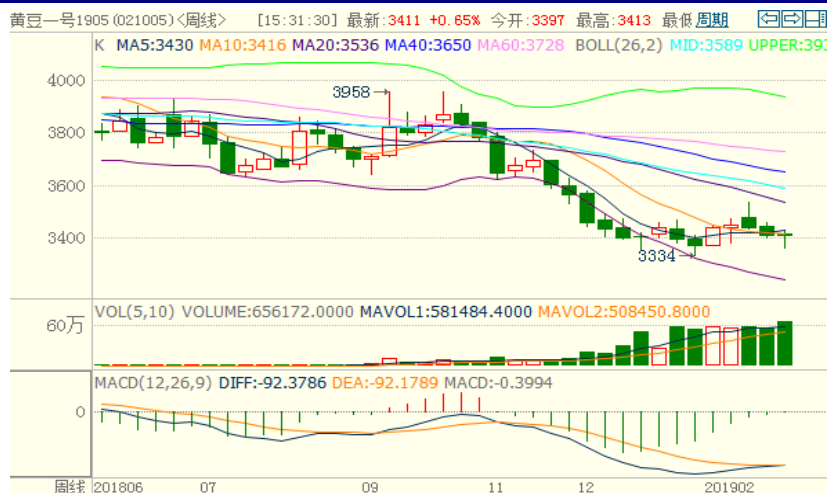 黄豆一号1905(021005)<周线> [15:31:30] 最新:3411 +0.65% 今开:3397 最高:3413 最低 周期
K MA5:3430 MA10:3416 MA20:3536 MA40:3650 MA60:3728 BOLL(26,2) MID:3589 UPPER:393
4000
3958
3800
3600
3400
3334
VOL(5,10) VOLUME:656172.0000 MAVOL1:581484.4000 MAVOL2:508450.8000
60万
MACD(12,26,9) DIFF:-92.3786 DEA:-92.1789 MACD:-0.3994
0
周线 201806 07 09 11 12 201902